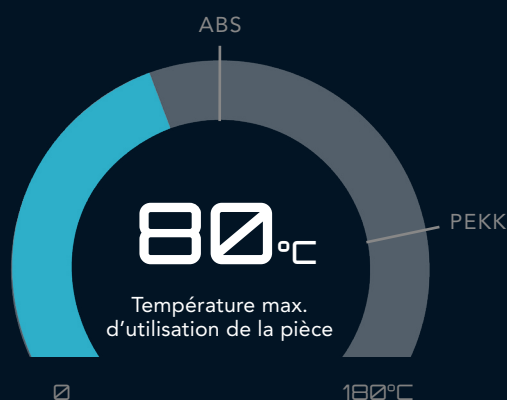 ABS
PEKK
80°C
Température max.
d'utilisation de la pièce
0
180°C